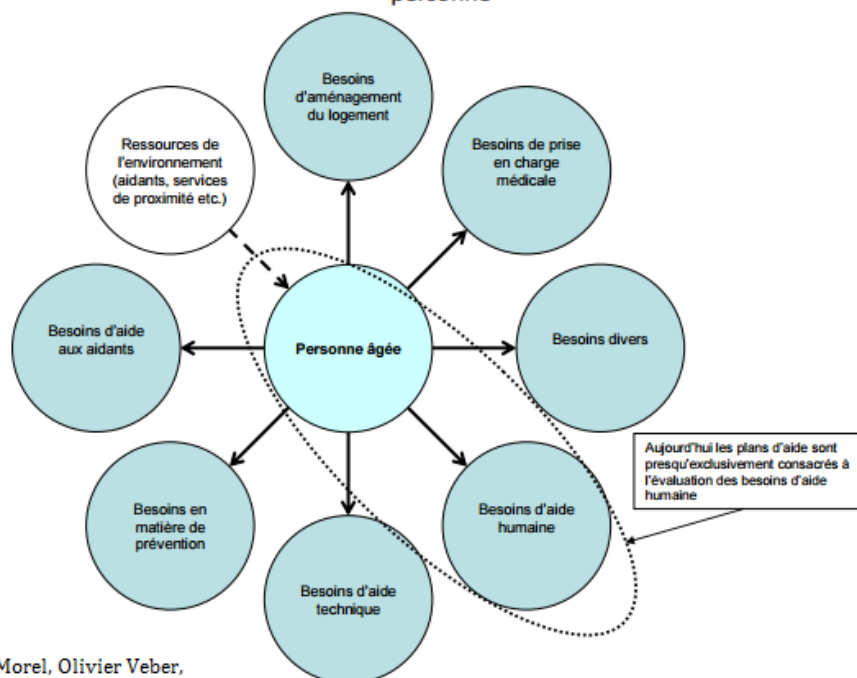 personne
Besoins
d'aménagement
du logement
Ressources de
l'environnement
(aidants, services
de proximité etc.)
Besoins de prise
en charge
médicale
Besoins d'aide
aux aidants
Personne âgée
Besoins divers
Aujourd'hui les plans d'aide sont
presqu'exclusivement consacrés à
l'évaluation des besoins d'aide
humaine
Besoins en
matière de
prévention
Besoins d'aide
humaine
Besoins d'aide
technique
Morel, Olivier Veber,